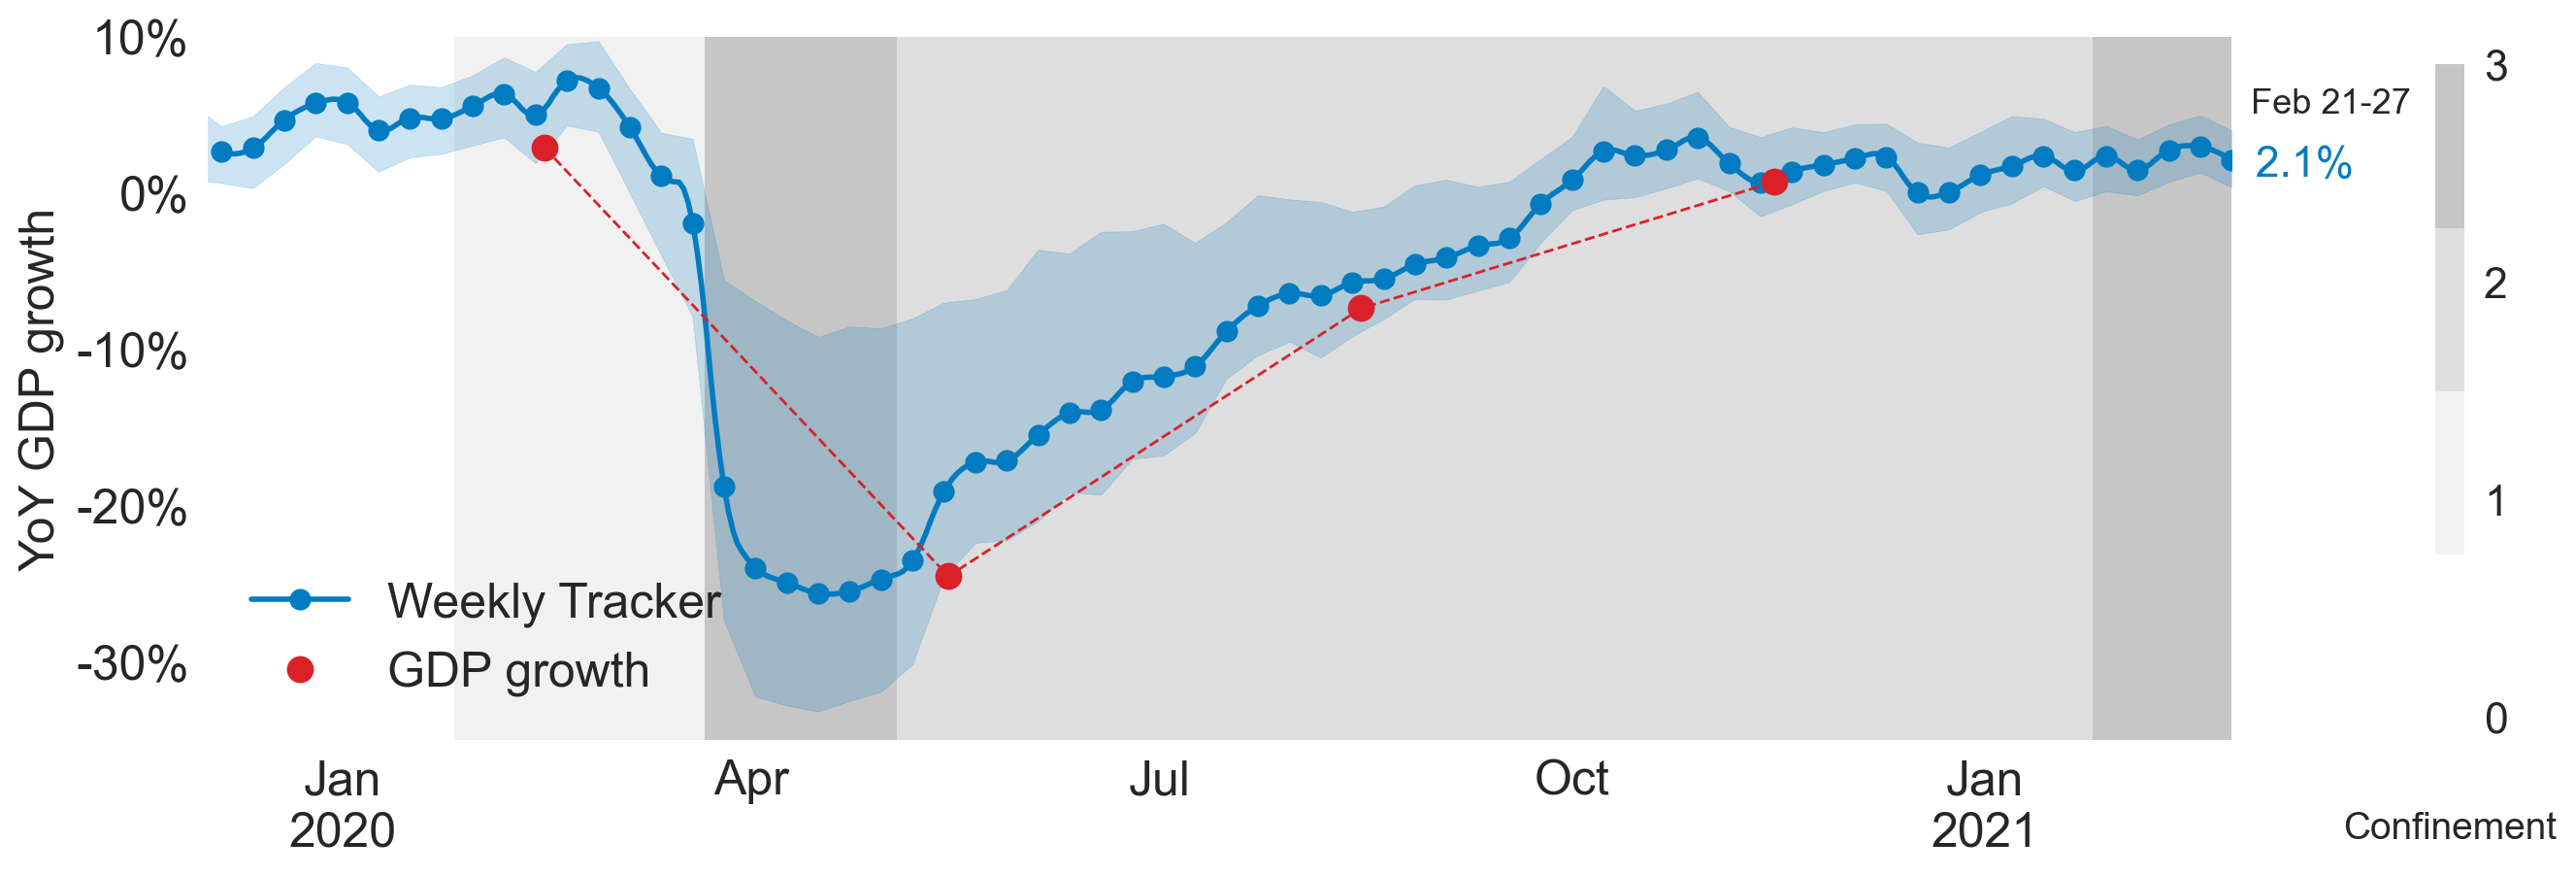 YoY GDP growth
10%
0%
-10%
-20%
-30%
Weekly Tracker
GDP growth
Jan
2020
Apr
Jul
Oct
Jan
2021
Feb 21-27
2.1%
3
2
1
0
Confinement